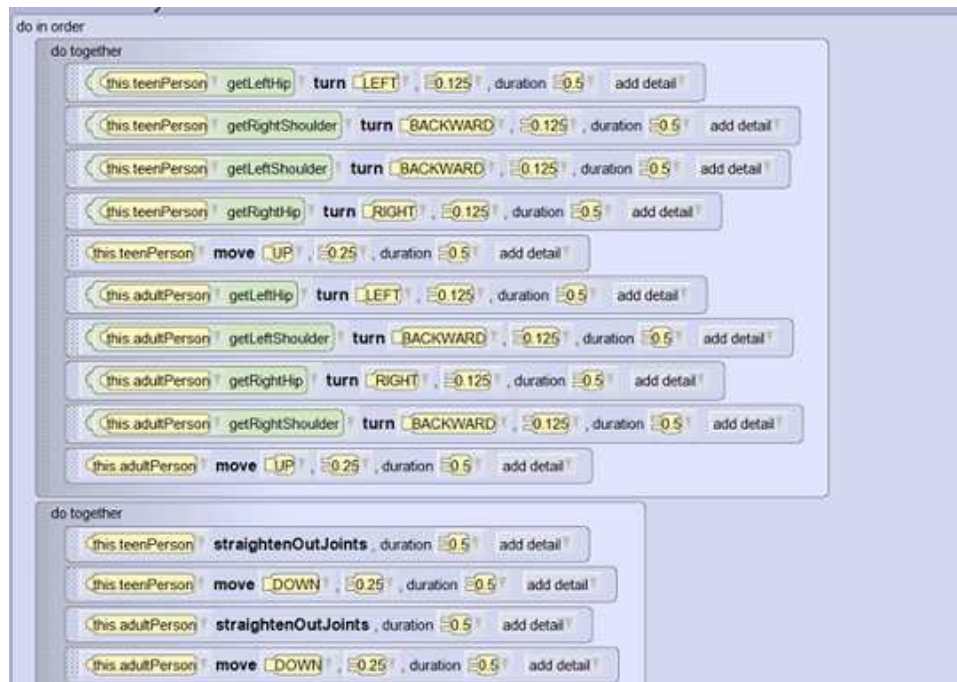 do in order
do together
this.teenPerson getLeftHip turn LEFT , 0.125 , duration 0.5 add detail
this.teenPerson getRightShoulder turn BACKWARD , 0.125 , duration 0.5 add detail
this.teenPerson getLeftShoulder turn BACKWARD , 0.125 , duration 0.5 add detail
this.teenPerson getRightHip turn RIGHT , 0.125 , duration 0.5 add detail
this.teenPerson move UP , 0.25 , duration 0.5 add detail
this.adultPerson getLeftHip turn LEFT , 0.125 , duration 0.5 add detail
this.adultPerson getLeftShoulder turn BACKWARD , 0.125 , duration 0.5 add detail
this.adultPerson getRightHip turn RIGHT , 0.125 , duration 0.5 add detail
this.adultPerson getRightShoulder turn BACKWARD , 0.125 , duration 0.5 add detail
this.adultPerson move UP , 0.25 , duration 0.5 add detail
do together
this.teenPerson straightenOutJoints , duration 0.5 add detail
this.teenPerson move DOWN , 0.25 , duration 0.5 add detail
this.adultPerson straightenOutJoints , duration 0.5 add detail
this.adultPerson move DOWN , 0.25 , duration 0.5 add detail